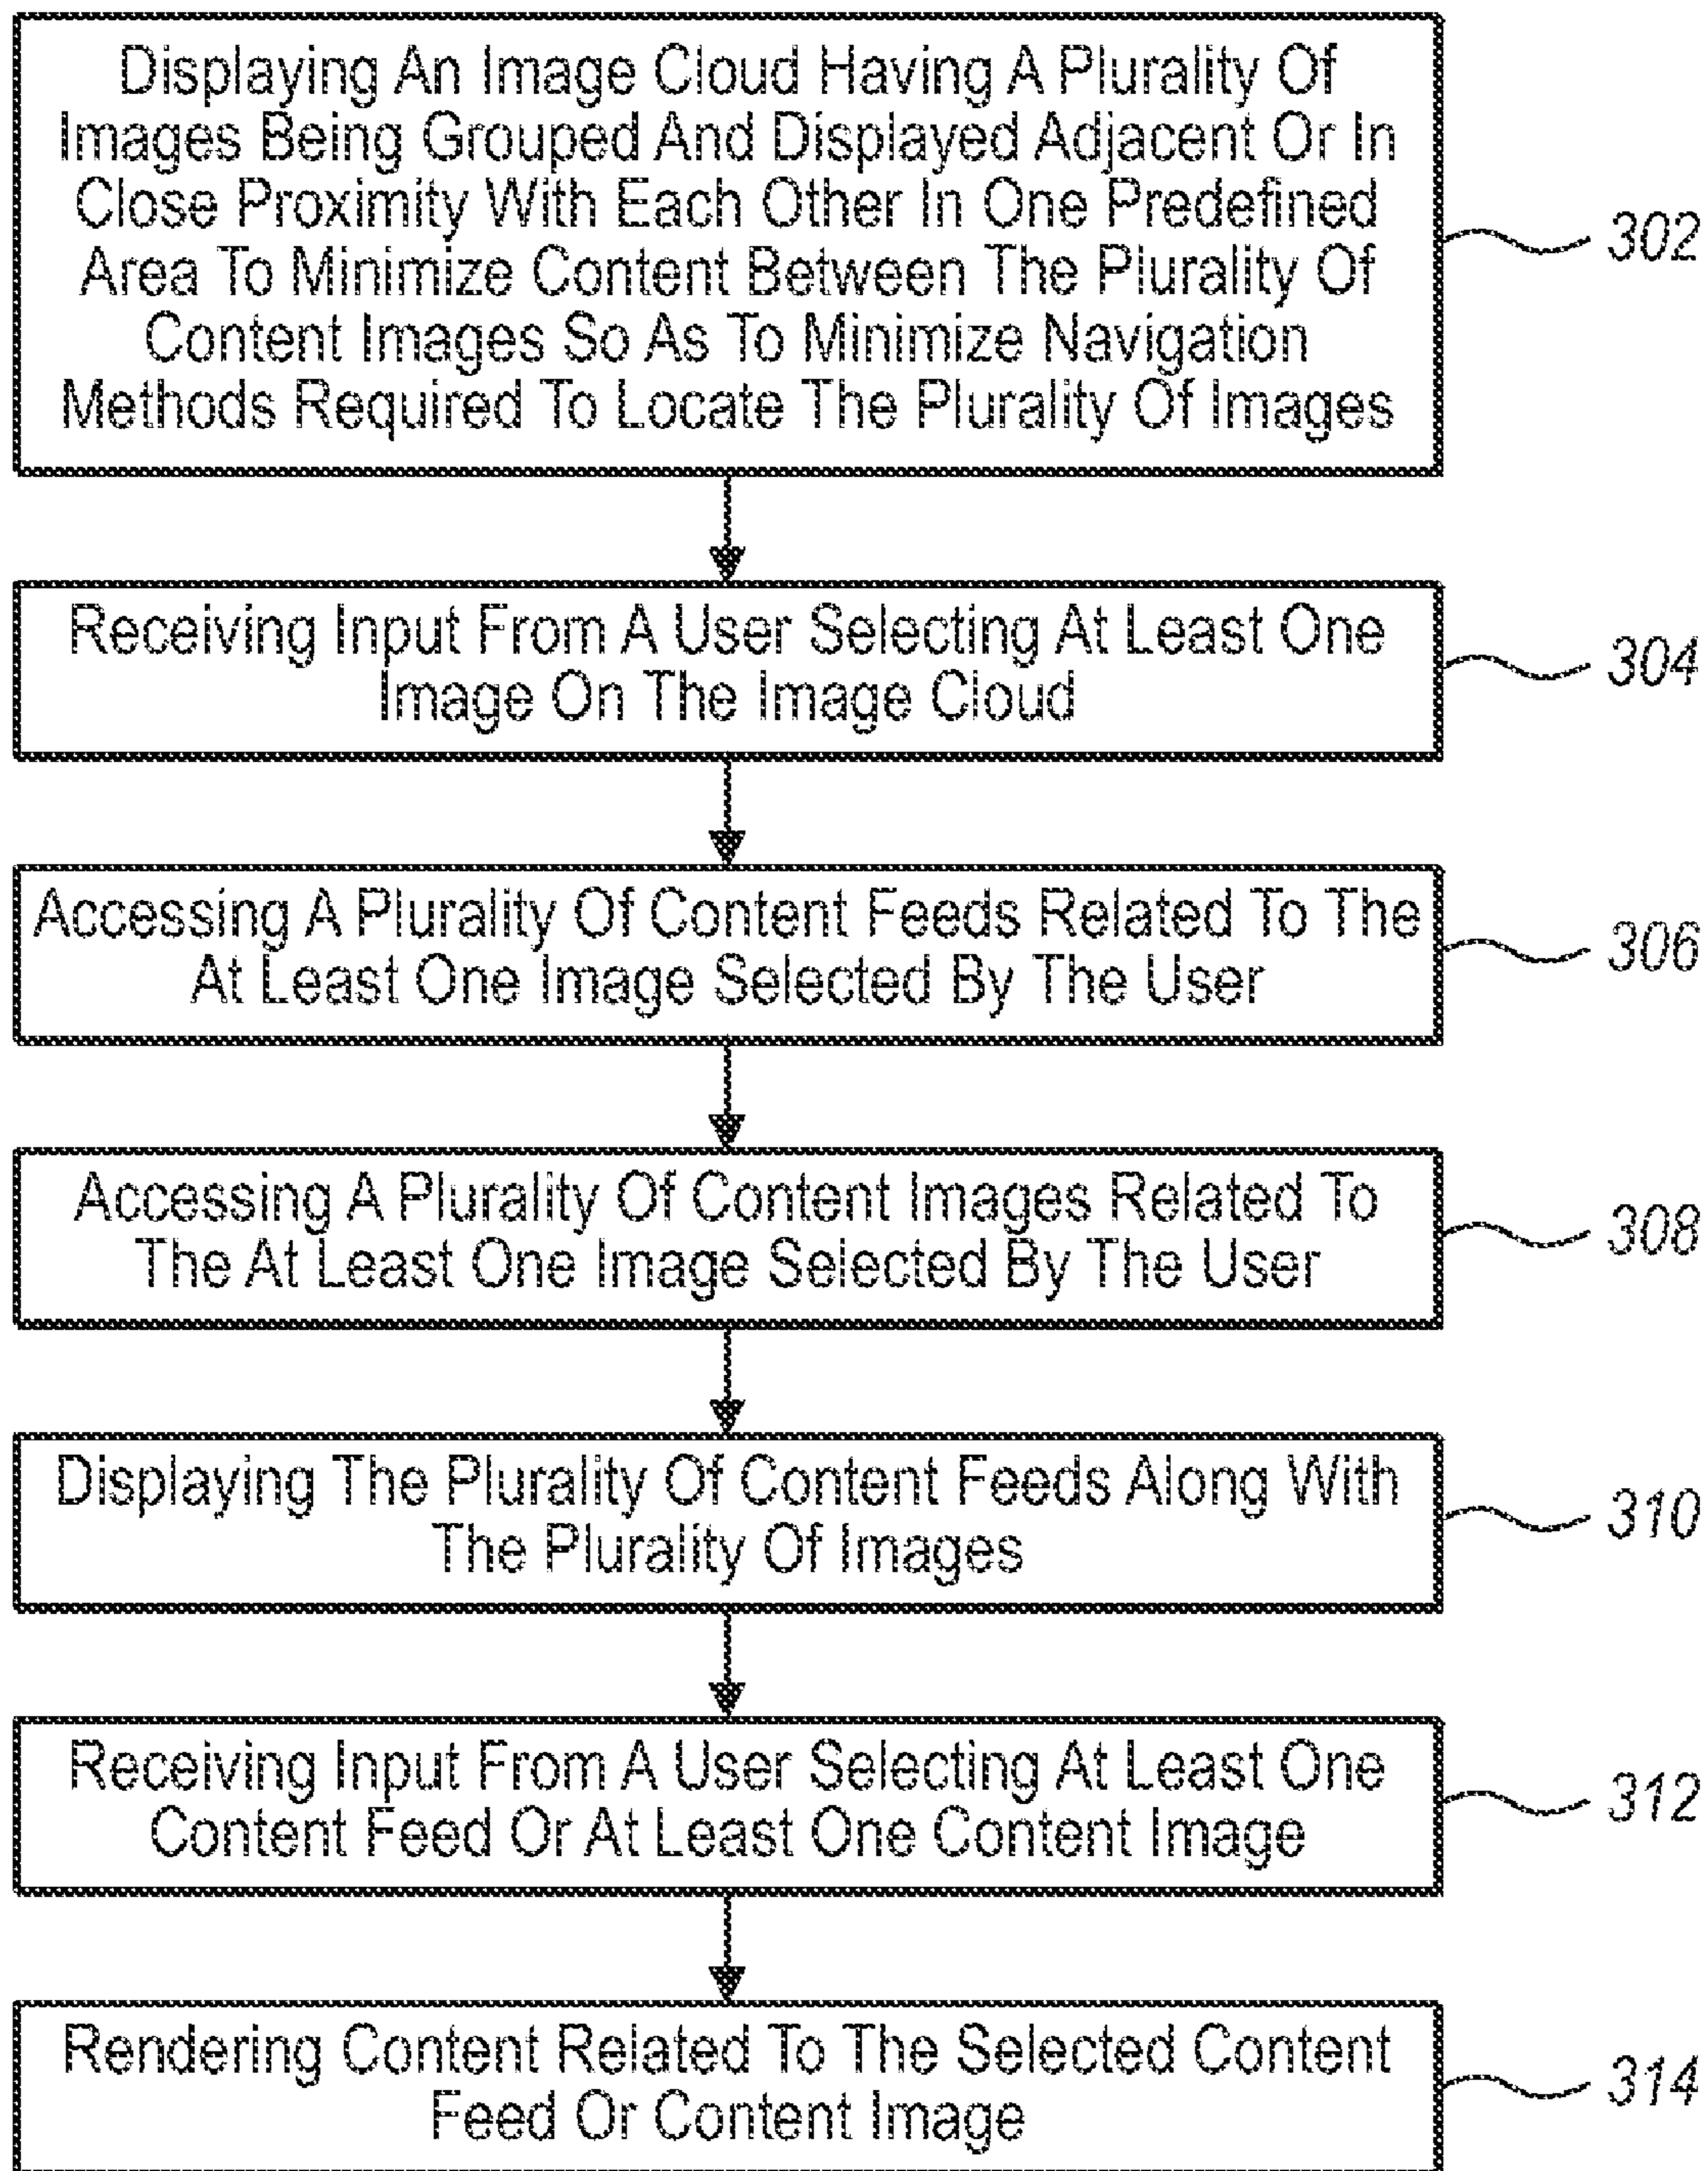 Displaying An Image Cloud Having A Plurality Of
Images Being Grouped And Displayed Adjacent Or In
Close Proximity With Each Other In One Predefined
Area To Minimize Content Between The Plurality Of
Content Images So As To Minimize Navigation
Methods Required To Locate The Plurality Of Images
302
Receiving Input From A User Selecting At Least One
Image On The Image Cloud
304
Accessing A Plurality Of Content Feeds Related To The
At Least One Image Selected By The User
306
Accessing A Plurality Of Content Images Related To
The At Least One Image Selected By The User
308
Displaying The Plurality Of Content Feeds Along With
The Plurality Of Images
310
Receiving Input From A User Selecting At Least One
Content Feed Or At Least One Content Image
312
Rendering Content Related To The Selected Content
Feed Or Content Image
314